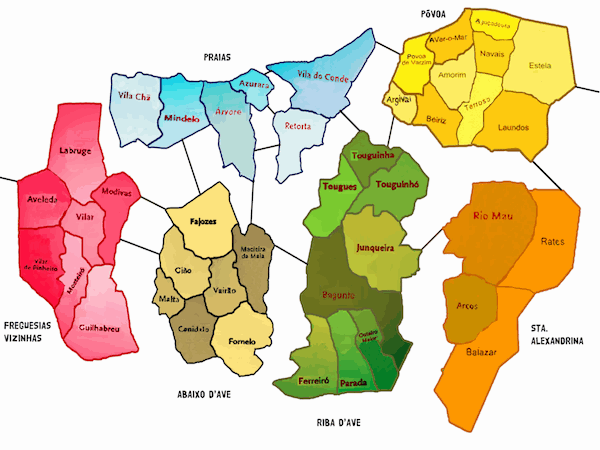 PÓVOA
A-Ver-o-Mar
Aguçadoura
Póvoa
de Varzim
Navais
Estela
Amorim
Argivai
Terroso
Beiriz
Laundos
PRAIAS
Vila Chã
Mindelo
Árvore
Azurara
Vila do Conde
Retorta
Labruge
Aveleda
Modivas
Vilar
Vilar
do Pinheiro
Mosteiró
Guilhabreu
FREGUESIAS
VIZINHAS
Fajozes
Gião
Macieira
da Maia
Malta
Vairão
Canidelo
Fornelo
ABAIXO D'AVE
Touguinha
Tougues
Touguinhó
Junqueira
Bagunte
Outeiro
Maior
Ferreiró
Parada
RIBA D'AVE
Rio Mau
Rates
Arcos
Balazar
STA.
ALEXANDRINA